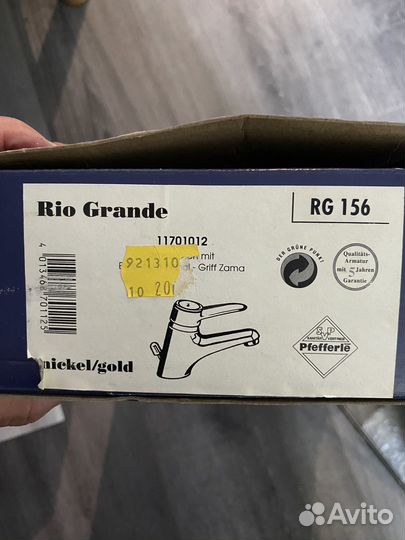 Rio Grande
RG 156
11701012
mit
- Griff Zama
921310
10 20
DER GRÜNE PUNKT
Qualitäts-
Armatur
mit 5 Jahren
Garantie
Pfefferle
nickel/gold
Avito